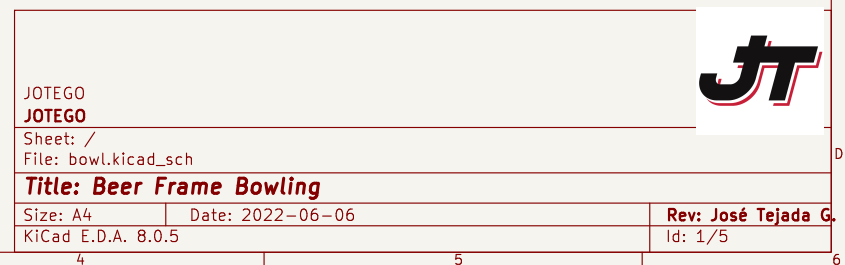 JT
JOTEGO
JOTEGO
Sheet: /
File: bowl.kicad_sch
D
Title: Beer Frame Bowling
Size: A4 Date: 2022-06-06 Rev: José Tejada G.
KiCad E.D.A. 8.0.5 Id: 1/5
4 5 6